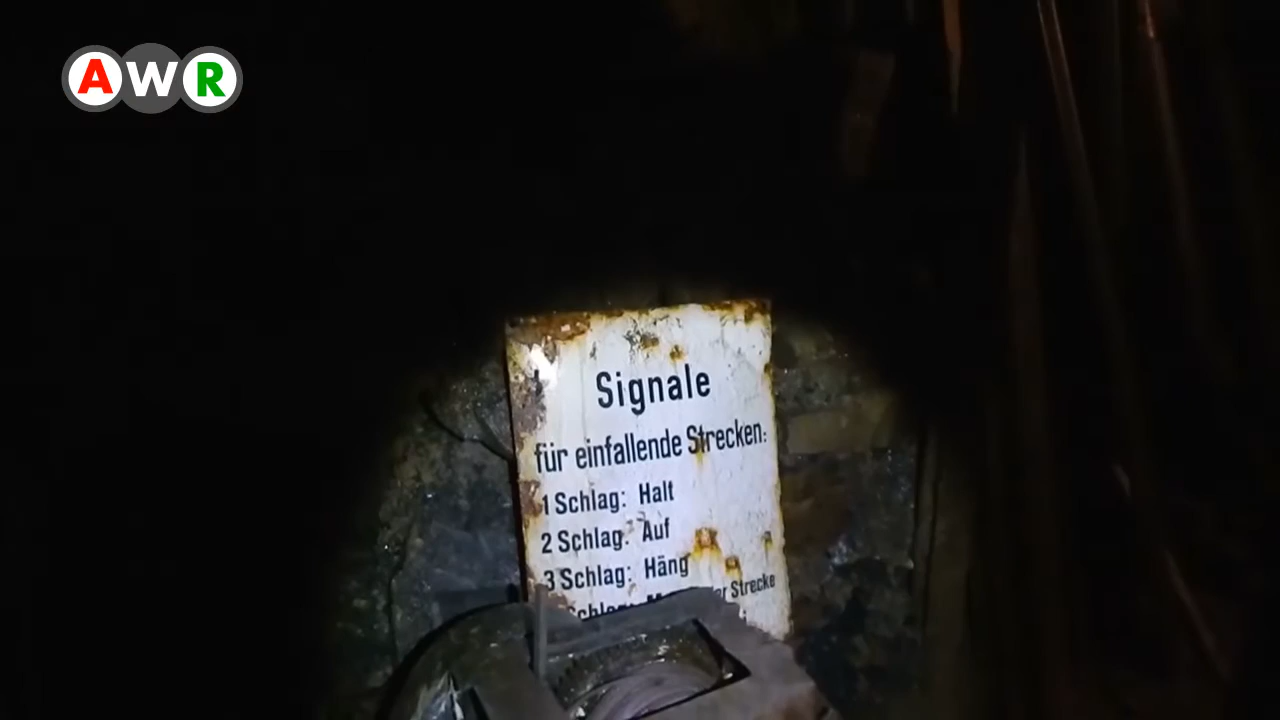 AWR
Signale
für einfallende Strecken:
1 Schlag: Halt
2 Schlag: Auf
3 Schlag: Häng
Strecke